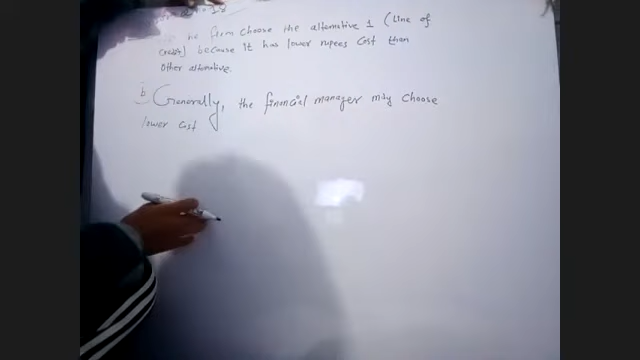 he firm choose the alternative 1 (Line of
credit) because it has lower rupees cost than
other alternative.
b Generally, the financial manager may choose
lower cost